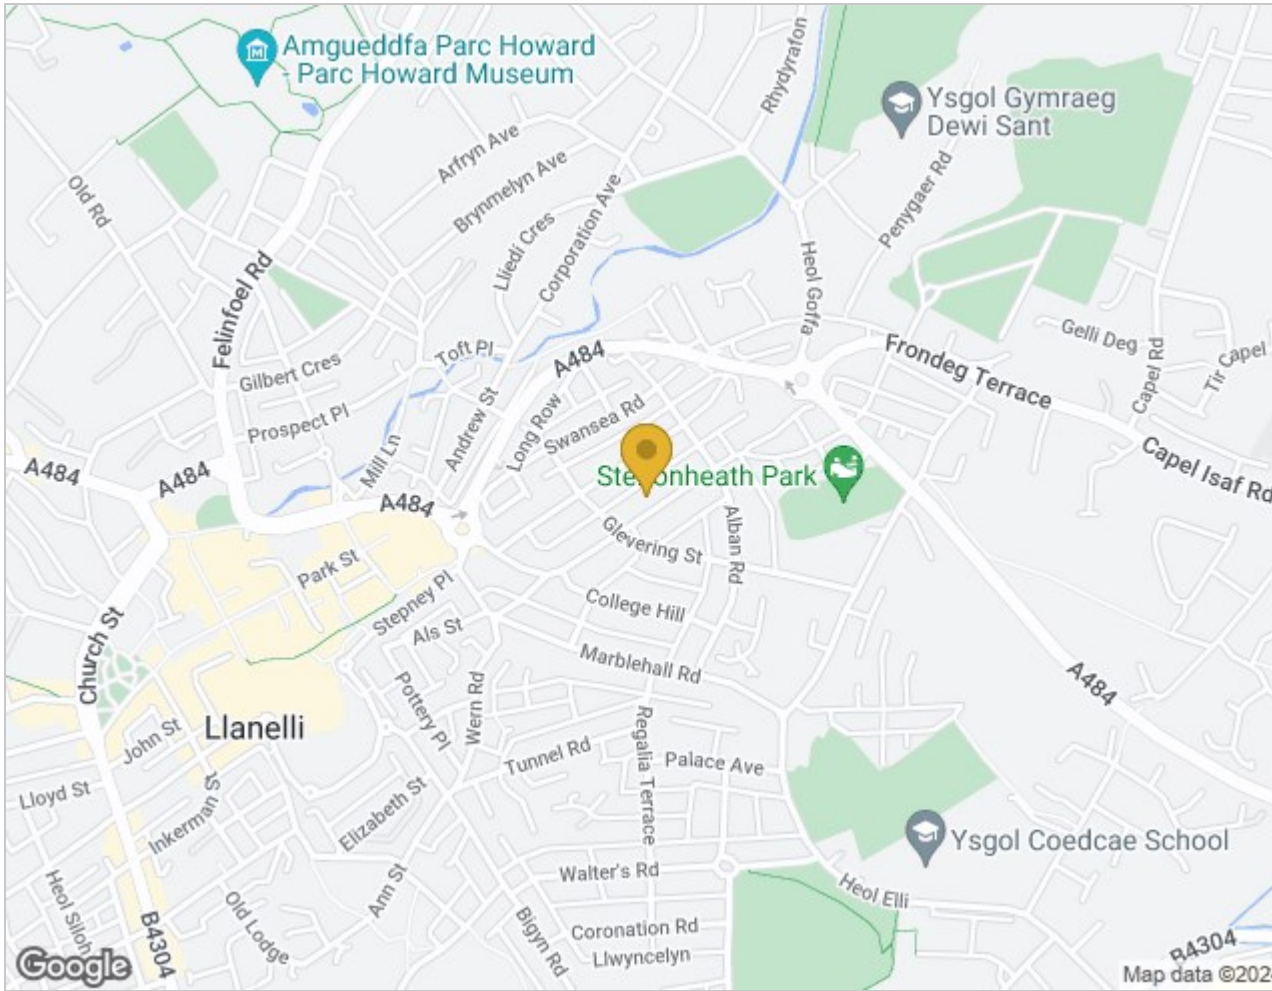 Amgueddfa Parc Howard
- Parc Howard Museum
Rhydyrafon
Ysgol Gymraeg
Dewi Sant
Arfryn Ave
Brynmelyn Ave
Old Rd
Corporation Ave
Lliedi Cres
Penygaer Rd
Heol Goffa
Felinfoel Rd
Gelli Deg
Capel Rd
Tir Capel
Toft Pl
A484
Frondeg Terrace
Gilbert Cres
Prospect Pl
Andrew St
Long Row
Swansea Rd
Mill Ln
A484
A484
A484
Capel Isaf Rd
Park
Alban Rd
Glevering St
Park St
Stepney Pl
College Hill
Als St
Marblehall Rd
Church St
Pottery Pl
Wern Rd
A484
Llanelli
John St
Regalia Terrace
Tunnel Rd
Palace Ave
Lloyd St
Inkerman St
Elizabeth St
Ysgol Coedcae School
Walter's Rd
Ann St
Heol Elli
Heol Siloh
Old Lodge
B4304
Bigyn Rd
Coronation Rd
Llwyncelyn
B4304
Google
Map data ©202